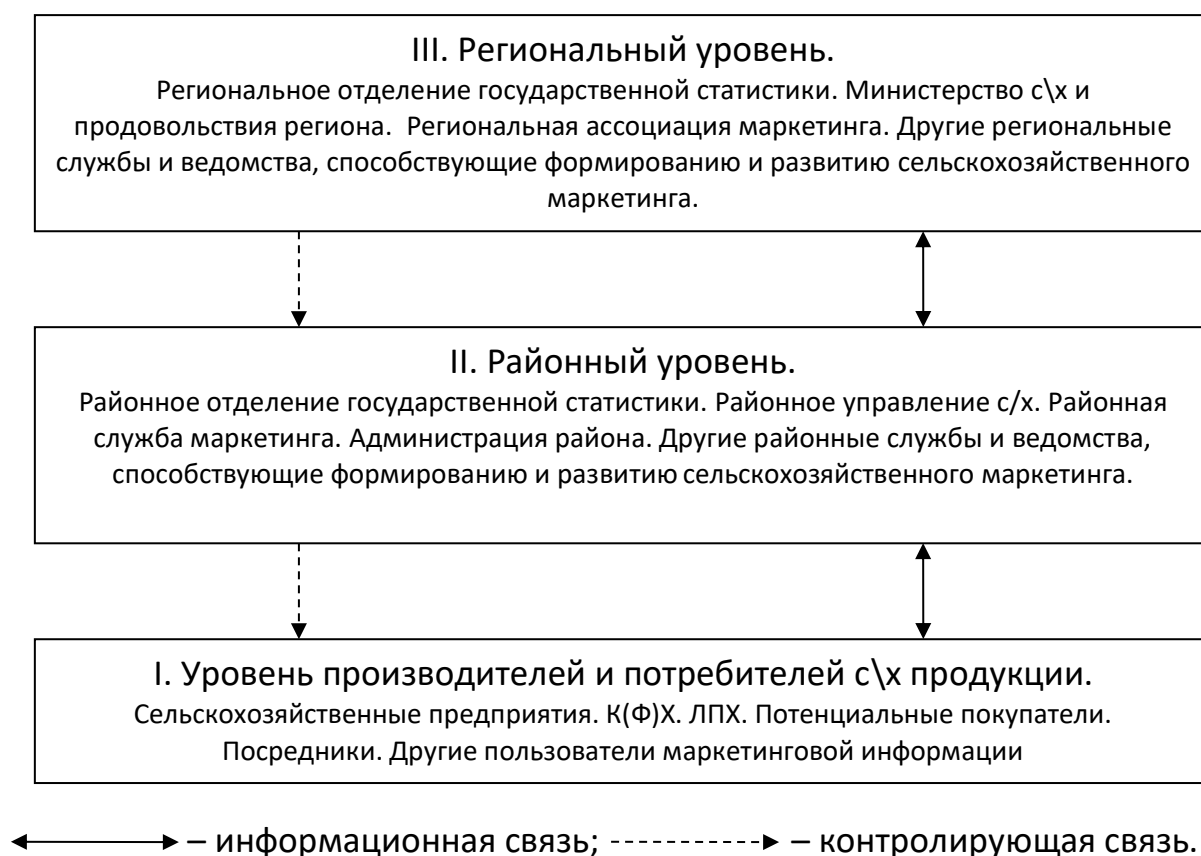 III. Региональный уровень.
Региональное отделение государственной статистики. Министерство с\х и
продовольствия региона.  Региональная ассоциация маркетинга. Другие региональные
службы и ведомства, способствующие формированию и развитию сельскохозяйственного
маркетинга.
II. Районный уровень.
Районное отделение государственной статистики. Районное управление с/х. Районная
служба маркетинга. Администрация района. Другие районные службы и ведомства,
способствующие формированию и развитию сельскохозяйственного маркетинга.
I. Уровень производителей и потребителей с\х продукции.
Сельскохозяйственные предприятия. К(Ф)Х. ЛПХ. Потенциальные покупатели.
Посредники. Другие пользователи маркетинговой информации
– информационная связь; – контролирующая связь.